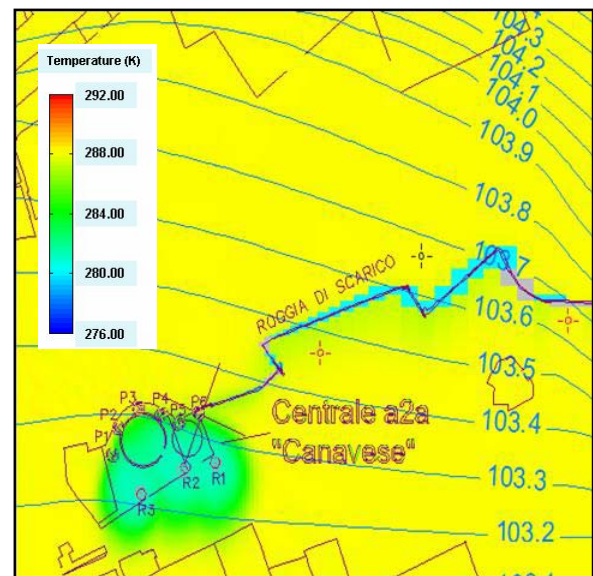 Temperature (K)
292.00
288.00
284.00
280.00
276.00
104.3
104.2
104.1
104.0
103.9
103.8
103.7
103.6
103.5
103.4
103.3
103.2
ROGGIA DI SCARICO
Centrale a2a
"Canavese"
P1
P2
P3
P4
P5
P6
R1
R2
R3